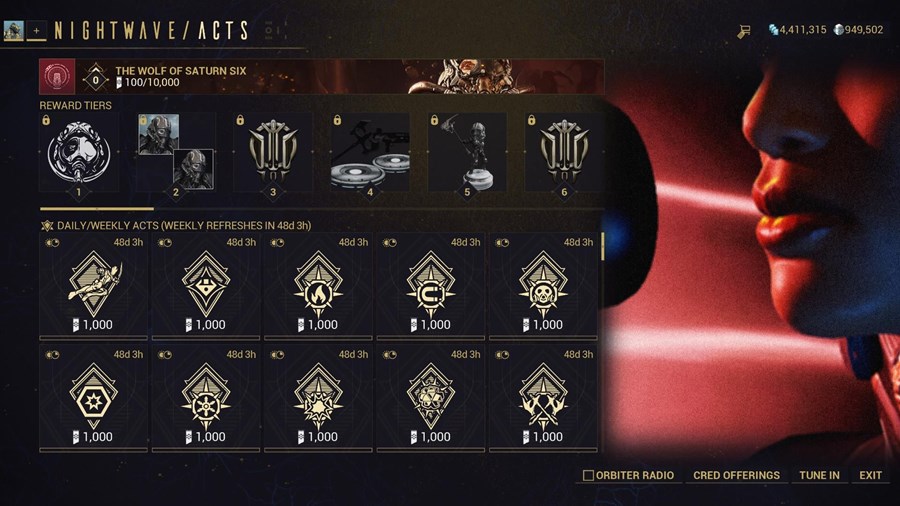 + NIGHTWAVE/ACTS
4,411,315 949,502
THE WOLF OF SATURN SIX
0 100/10,000
REWARD TIERS
1 2 3 4 5 6
DAILY/WEEKLY ACTS (WEEKLY REFRESHES IN 48d 3h)
48d 3h 48d 3h 48d 3h 48d 3h 48d 3h
1,000 1,000 1,000 1,000 1,000
48d 3h 48d 3h 48d 3h 48d 3h 48d 3h
1,000 1,000 1,000 1,000 1,000
ORBITER RADIO CRED OFFERINGS TUNE IN EXIT